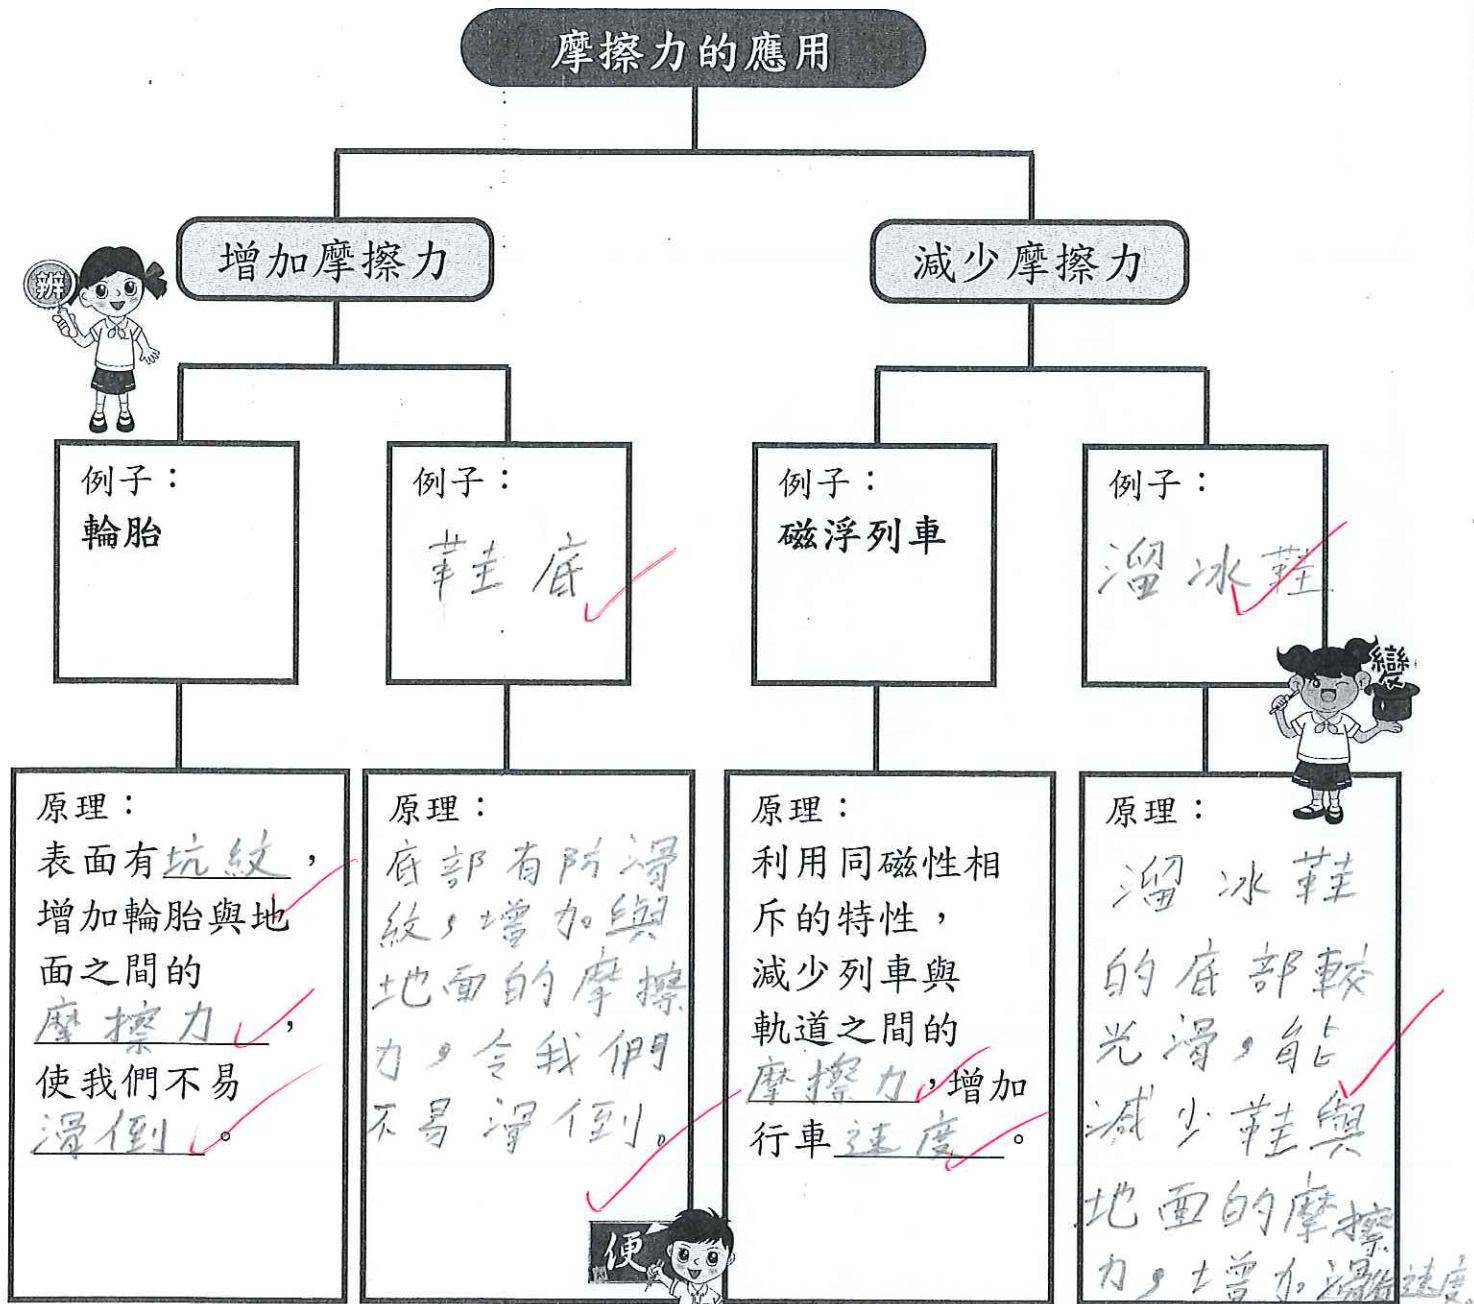 摩擦力的應用
增加摩擦力
減少摩擦力
辨
例子：
輪胎
例子：
鞋底
例子：
磁浮列車
例子：
溜冰鞋
變
原理：
表面有坑紋，
增加輪胎與地
面之間的
摩擦力，
使我們不易
滑倒。
原理：
底部有防滑
紋，增加與
地面的摩擦
力，令我們
不易滑倒。
原理：
利用同磁性相
斥的特性，
減少列車與
軌道之間的
摩擦力，增加
行車速度。
原理：
溜冰鞋
的底部較
光滑，能
減少鞋與
地面的摩擦
力，增加滑速度。
便